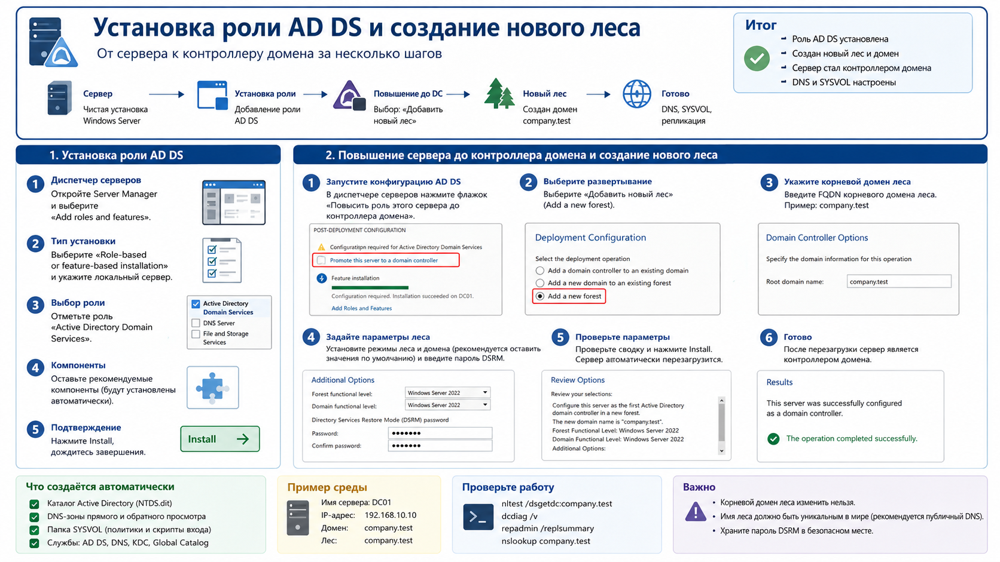 Установка роли AD DS и создание нового леса
От сервера к контроллеру домена за несколько шагов
Сервер
Чистая установка
Windows Server
Установка роли
Добавление роли
AD DS
Повышение до DC
Выбор: «Добавить
новый лес»
Новый лес
Создан домен
company.test
Готово
DNS, SYSVOL,
репликация
Итог
Роль AD DS установлена
Создан новый лес и домен
Сервер стал контроллером домена
DNS и SYSVOL настроены
1. Установка роли AD DS
1
Диспетчер серверов
Откройте Server Manager
и выберите
«Add roles and features».
2
Тип установки
Выберите «Role-based
or feature-based installation»
и укажите локальный сервер.
3
Выбор роли
Отметьте роль
«Active Directory Domain
Services».
Active Directory
Domain Services
DNS Server
File and Storage
Services
4
Компоненты
Оставьте рекомендуемые
компоненты (будут установлены
автоматически).
5
Подтверждение
Нажмите Install,
дождитесь завершения.
Install
2. Повышение сервера до контроллера домена и создание нового леса
1
Запустите конфигурацию AD DS
В диспетчере серверов нажмите флажок
«Повысить роль этого сервера до
контроллера домена».
POST-DEPLOYMENT CONFIGURATION
Configuratipn required for Active Directory Domain Services
Promote this server to a domain controller
Feature installation
Configuration required. Installation succeeded on DC01.
Add Roles and Features
2
Выберите развертывание
Выберите «Добавить новый лес»
(Add a new forest).
Deployment Configuration
Select the deployment operation
Add a domain controller to an existing domain
Add a new domain to an existing forest
Add a new forest
3
Укажите корневой домен леса
Введите FQDN корневого домена леса.
Пример: company.test
Domain Controller Options
Specify the domain information for this operation
Root domain name: company.test
4
Задайте параметры леса
Установите режимы леса и домена (рекомендуется оставить
значения по умолчанию) и введите пароль DSRM.
Additional Options
Forest functional level: Windows Server 2022
Domain functional level: Windows Server 2022
Directory Services Restore Mode (DSRM) password
Password: •••••••
Confirm password: •••••••
5
Проверьте параметры
Проверьте сводку и нажмите Install.
Сервер автоматически перезагрузится.
Review Options
Review your selections:
Configure this server as the first Active Directory
domain controller in a new forest.
The new domain name is "company.test".
Forest Functional Level: Windows Server 2022
Domain Functional Level: Windows Server 2022
Additional Options:
6
Готово
После перезагрузки сервер является
контроллером домена.
Results
This server was successfully configured
as a domain controller.
The operation completed successfully.
Что создаётся автоматически
Каталог Active Directory (NTDS.dit)
DNS-зоны прямого и обратного просмотра
Папка SYSVOL (политики и скрипты входа)
Службы: AD DS, DNS, KDC, Global Catalog
Пример среды
Имя сервера: DC01
IP-адрес: 192.168.10.10
Домен: company.test
Лес: company.test
Проверьте работу
nltest /dsgetdc:company.test
dcdiag /v
repadmin /replsummary
nslookup company.test
Важно
• Корневой домен леса изменить нельзя.
• Имя леса должно быть уникальным в мире (рекомендуется публичный DNS).
• Храните пароль DSRM в безопасном месте.